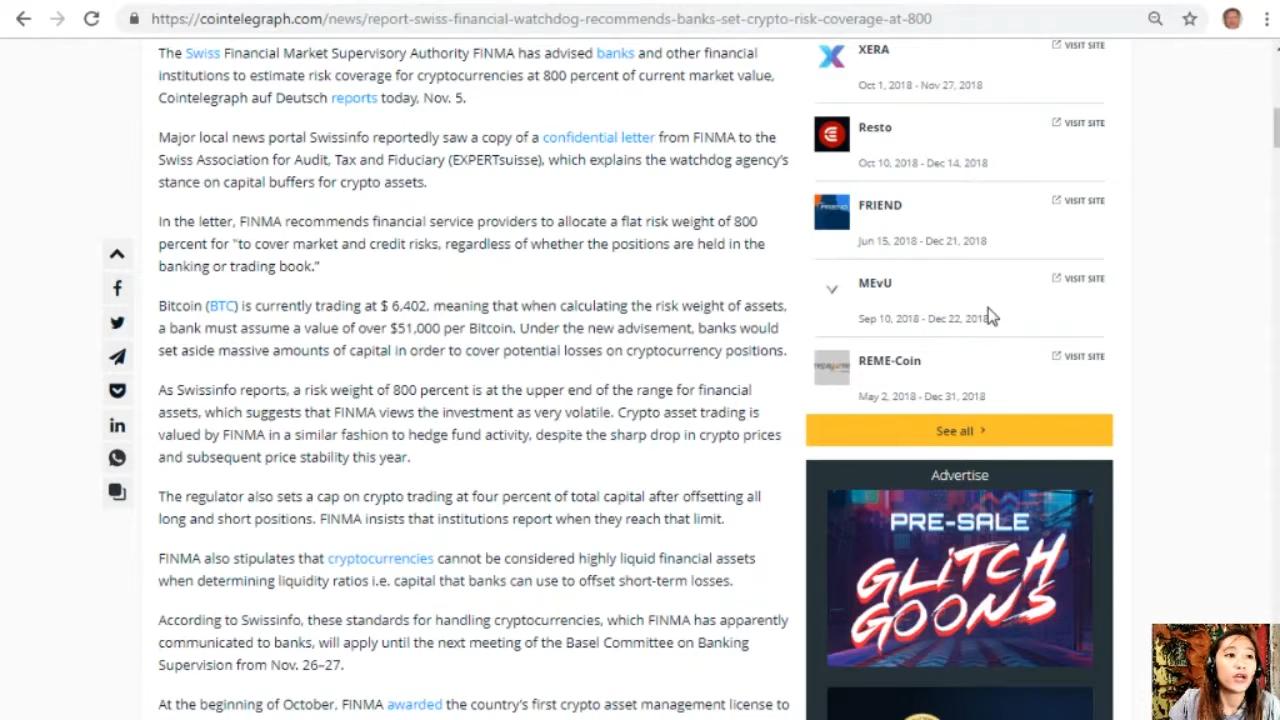 https://cointelegraph.com/news/report-swiss-financial-watchdog-recommends-banks-set-crypto-risk-coverage-at-800
The Swiss Financial Market Supervisory Authority FINMA has advised banks and other financial
institutions to estimate risk coverage for cryptocurrencies at 800 percent of current market value,
Cointelegraph auf Deutsch reports today, Nov. 5.
Major local news portal Swissinfo reportedly saw a copy of a confidential letter from FINMA to the
Swiss Association for Audit, Tax and Fiduciary (EXPERTsuisse), which explains the watchdog agency's
stance on capital buffers for crypto assets.
In the letter, FINMA recommends financial service providers to allocate a flat risk weight of 800
percent for "to cover market and credit risks, regardless of whether the positions are held in the
banking or trading book."
Bitcoin (BTC) is currently trading at $ 6,402, meaning that when calculating the risk weight of assets,
a bank must assume a value of over $51,000 per Bitcoin. Under the new advisement, banks would
set aside massive amounts of capital in order to cover potential losses on cryptocurrency positions.
As Swissinfo reports, a risk weight of 800 percent is at the upper end of the range for financial
assets, which suggests that FINMA views the investment as very volatile. Crypto asset trading is
valued by FINMA in a similar fashion to hedge fund activity, despite the sharp drop in crypto prices
and subsequent price stability this year.
The regulator also sets a cap on crypto trading at four percent of total capital after offsetting all
long and short positions. FINMA insists that institutions report when they reach that limit.
FINMA also stipulates that cryptocurrencies cannot be considered highly liquid financial assets
when determining liquidity ratios i.e. capital that banks can use to offset short-term losses.
According to Swissinfo, these standards for handling cryptocurrencies, which FINMA has apparently
communicated to banks, will apply until the next meeting of the Basel Committee on Banking
Supervision from Nov. 26–27.
At the beginning of October, FINMA awarded the country's first crypto asset management license to
XERA
VISIT SITE
Oct 1, 2018 - Nov 27, 2018
Resto
VISIT SITE
Oct 10, 2018 - Dec 14, 2018
FRIEND
VISIT SITE
Jun 15, 2018 - Dec 21, 2018
MEvU
VISIT SITE
Sep 10, 2018 - Dec 22, 2018
REME-Coin
VISIT SITE
May 2, 2018 - Dec 31, 2018
See all
Advertise
PRE-SALE
GLITCH
GOONS